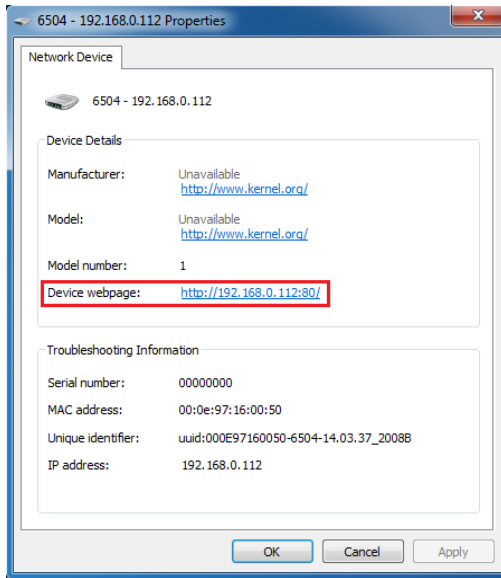 6504 - 192.168.0.112 Properties
Network Device
6504 - 192.168.0.112
Device Details
Manufacturer: Unavailable
http://www.kernel.org/
Model: Unavailable
http://www.kernel.org/
Model number: 1
Device webpage: http://192.168.0.112:80/
Troubleshooting Information
Serial number: 00000000
MAC address: 00:0e:97:16:00:50
Unique identifier: uuid:000E97160050-6504-14.03.37_2008B
IP address: 192.168.0.112
OK Cancel Apply